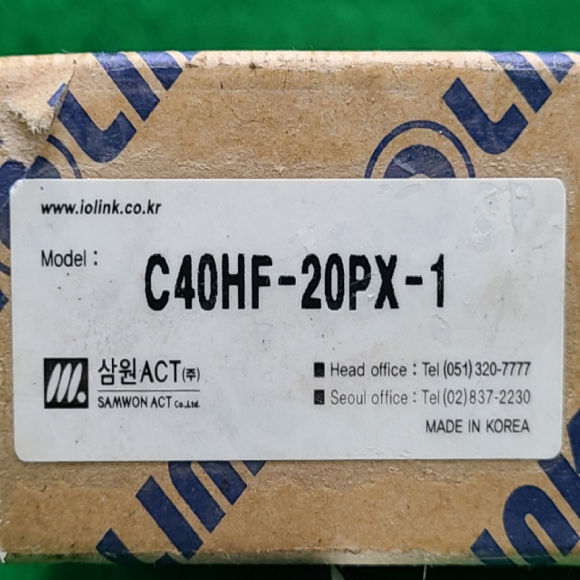 www.iolink.co.kr
Model :
C40HF-20PX-1
삼원ACT(주)
SAMWON ACT Co.,Ltd.
■ Head office : Tel (051) 320-7777
■ Seoul office : Tel (02) 837-2230
MADE IN KOREA